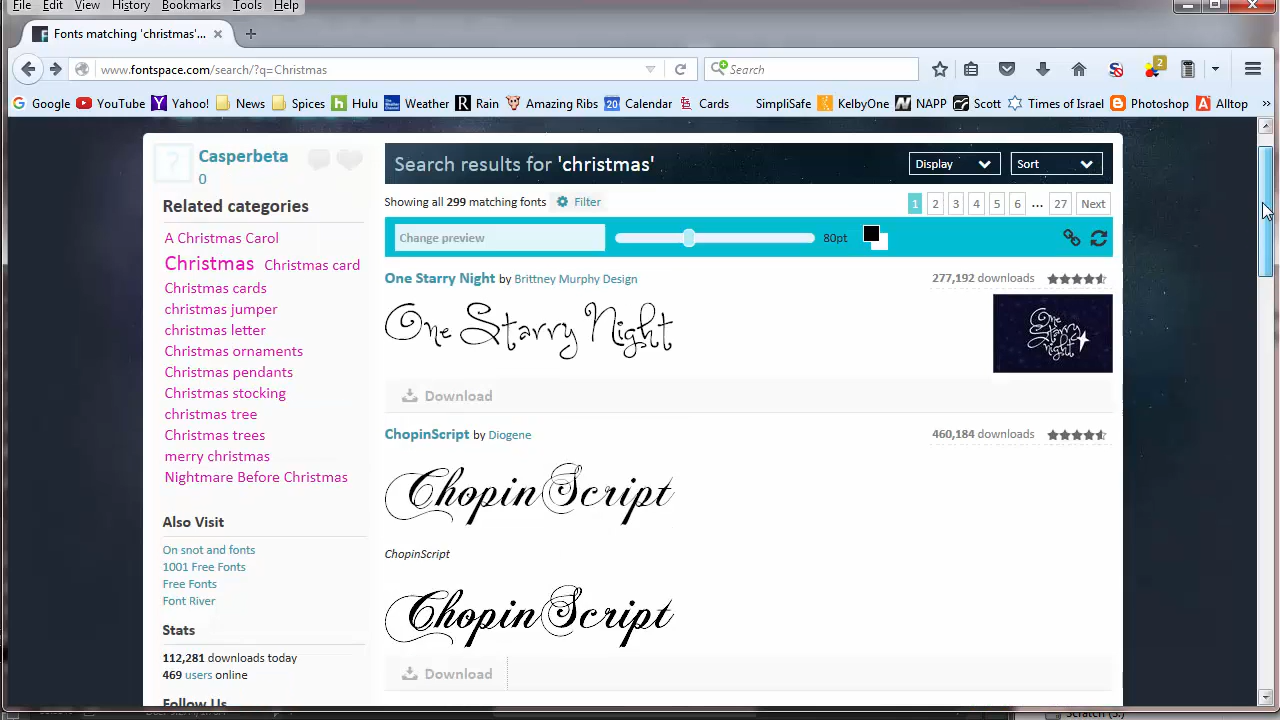 File Edit View History Bookmarks Tools Help
Fonts matching 'christmas'...
www.fontspace.com/search/?q=Christmas
Search
2
Google YouTube Yahoo! News Spices Hulu Weather Rain Amazing Ribs 20 Calendar Cards SimpliSafe KelbyOne NAPP Scott Times of Israel Photoshop Alltop
Casperbeta
0
Related categories
A Christmas Carol
Christmas Christmas card
Christmas cards
christmas jumper
christmas letter
Christmas ornaments
Christmas pendants
Christmas stocking
christmas tree
Christmas trees
merry christmas
Nightmare Before Christmas
Also Visit
On snot and fonts
1001 Free Fonts
Free Fonts
Font River
Stats
112,281 downloads today
469 users online
Follow Us
Search results for 'christmas'
Display
Sort
Showing all 299 matching fonts Filter
1 2 3 4 5 6 ... 27 Next
Change preview
80pt
One Starry Night by Brittney Murphy Design
277,192 downloads
One Starry Night
One
Starry
Night
Download
ChopinScript by Diogene
460,184 downloads
ChopinScript
ChopinScript
ChopinScript
Download